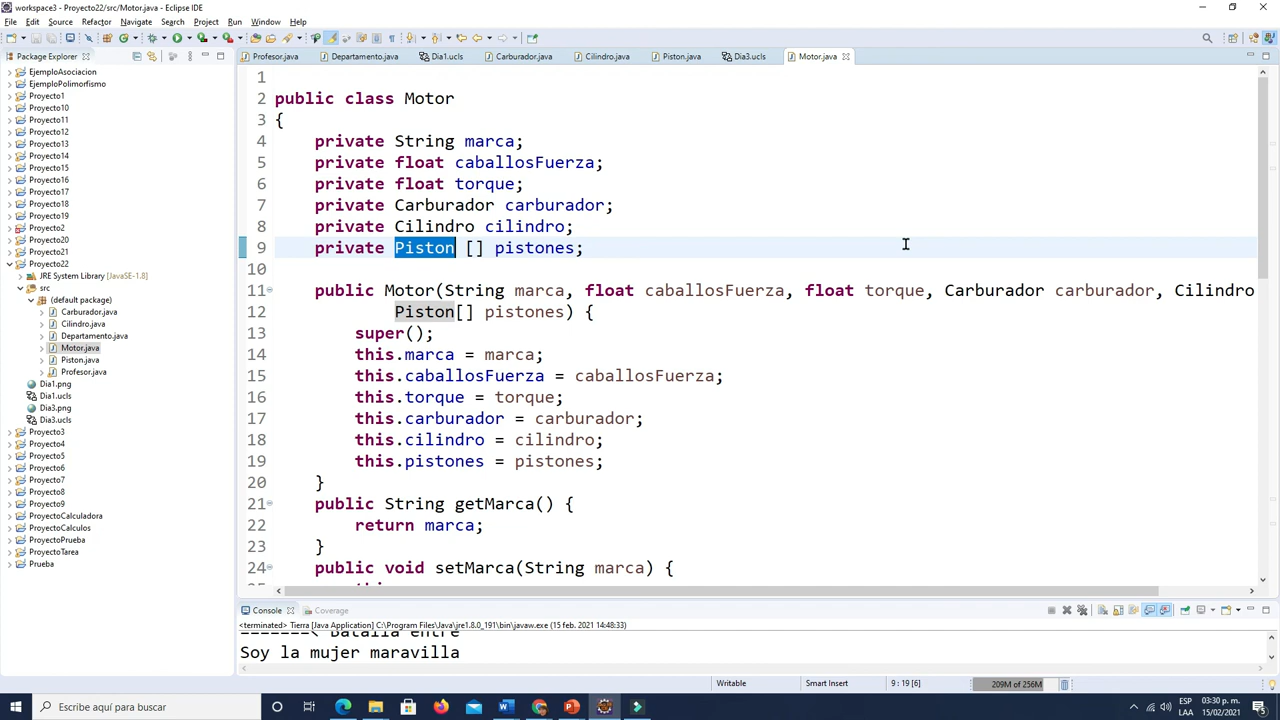 workspace3 - Proyecto22/src/Motor.java - Eclipse IDE
File Edit Source Refactor Navigate Search Project Run Window Help
Package Explorer
Profesor.java Departamento.java Dia1.ucls Carburador.java Cilindro.java Piston.java Dia3.ucls Motor.java
EjemploAsociacion
EjemploPolimorfismo
Proyecto1
Proyecto10
Proyecto11
Proyecto12
Proyecto13
Proyecto14
Proyecto15
Proyecto16
Proyecto17
Proyecto18
Proyecto19
Proyecto2
Proyecto20
Proyecto21
Proyecto22
JRE System Library [JavaSE-1.8]
src
(default package)
Carburador.java
Cilindro.java
Departamento.java
Motor.java
Piston.java
Profesor.java
Dia1.png
Dia1.ucls
Dia3.png
Dia3.ucls
Proyecto3
Proyecto4
Proyecto5
Proyecto6
Proyecto7
Proyecto8
Proyecto9
ProyectoCalculadora
ProyectoCalculos
ProyectoPrueba
ProyectoTarea
Prueba
1
2 public class Motor
3 {
4 private String marca;
5 private float caballosFuerza;
6 private float torque;
7 private Carburador carburador;
8 private Cilindro cilindro;
9 private Piston [] pistones;
10
11 public Motor(String marca, float caballosFuerza, float torque, Carburador carburador, Cilindro
12 Piston[] pistones) {
13 super();
14 this.marca = marca;
15 this.caballosFuerza = caballosFuerza;
16 this.torque = torque;
17 this.carburador = carburador;
18 this.cilindro = cilindro;
19 this.pistones = pistones;
20 }
21 public String getMarca() {
22 return marca;
23 }
24 public void setMarca(String marca) {
Console Coverage
<terminated> Tierra [Java Application] C:\Program Files\Java\jre1.8.0_191\bin\javaw.exe (15 feb. 2021 14:48:33)
=======< Batalla entre
Soy la mujer maravilla
Writable Smart Insert 9 : 19 [6] 209M of 256M
Escribe aquí para buscar
ESP
LAA
03:30 p. m.
15/02/2021